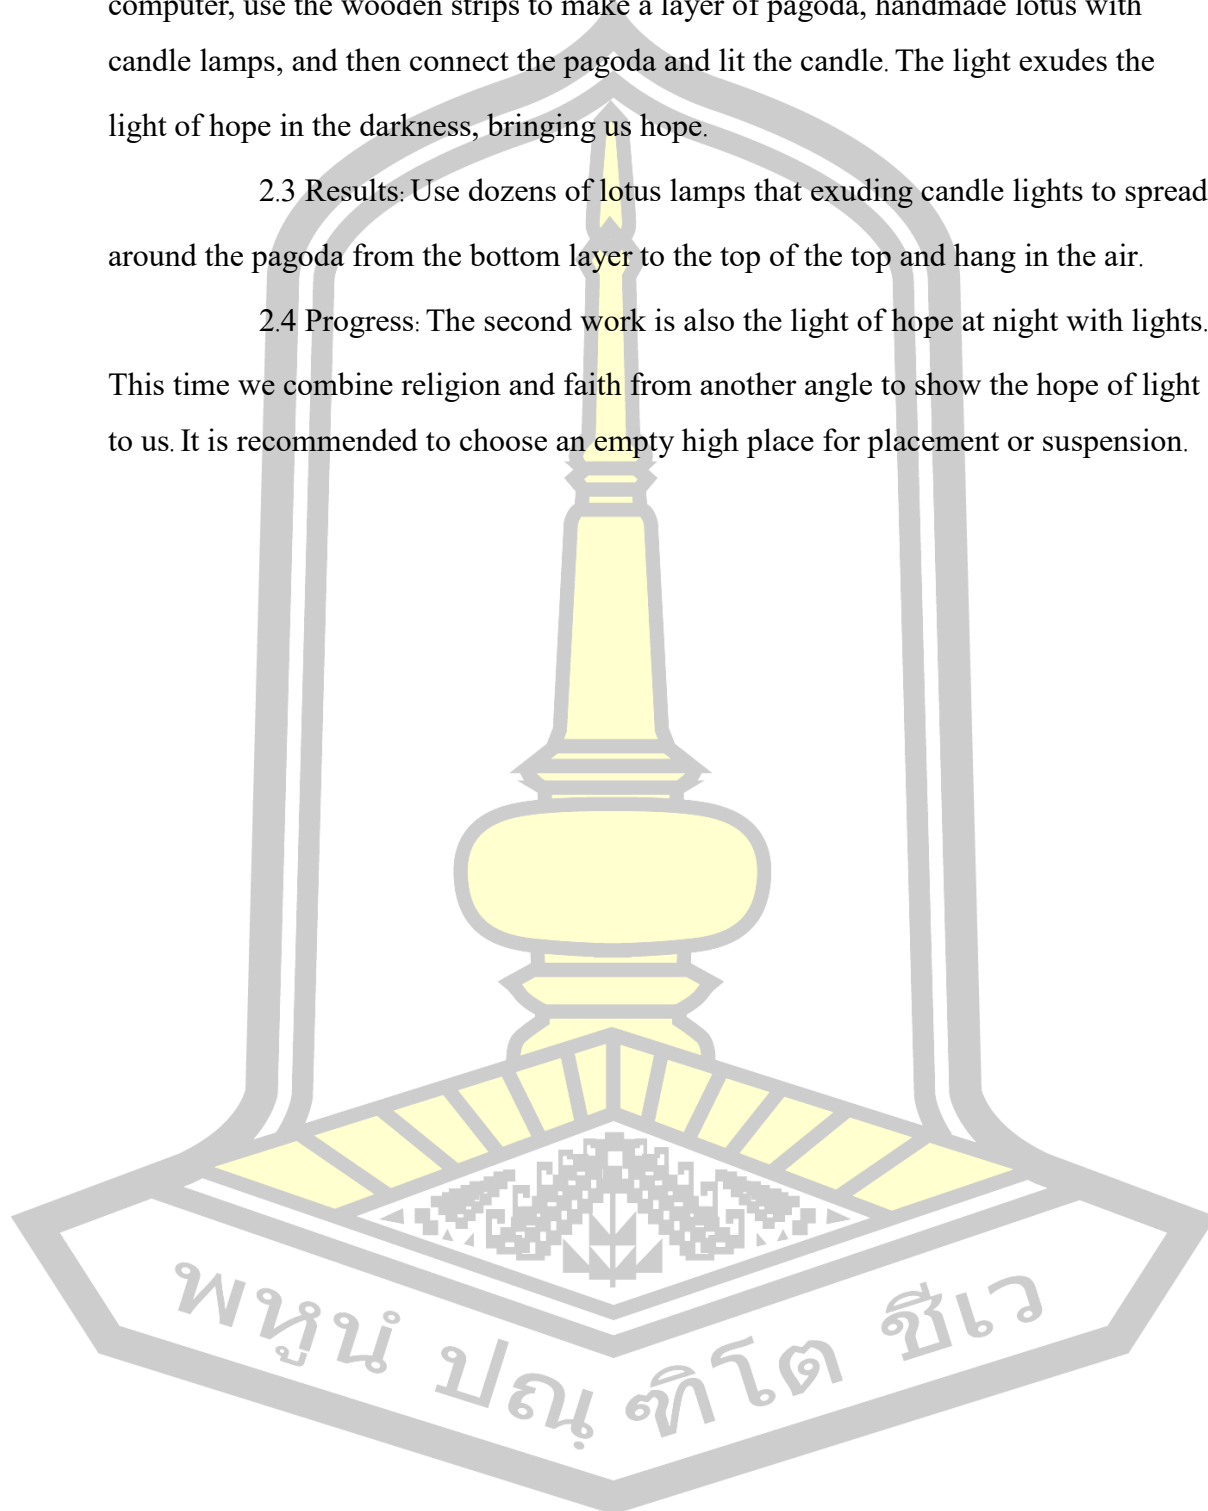 computer, use the wooden strips to make a layer of pagoda, handmade lotus with
candle lamps, and then connect the pagoda and lit the candle. The light exudes the
light of hope in the darkness, bringing us hope.
2.3 Results: Use dozens of lotus lamps that exuding candle lights to spread
around the pagoda from the bottom layer to the top of the top and hang in the air.
2.4 Progress: The second work is also the light of hope at night with lights.
This time we combine religion and faith from another angle to show the hope of light
to us. It is recommended to choose an empty high place for placement or suspension.
พหูนํ ปณฺฑิโต ชีเว